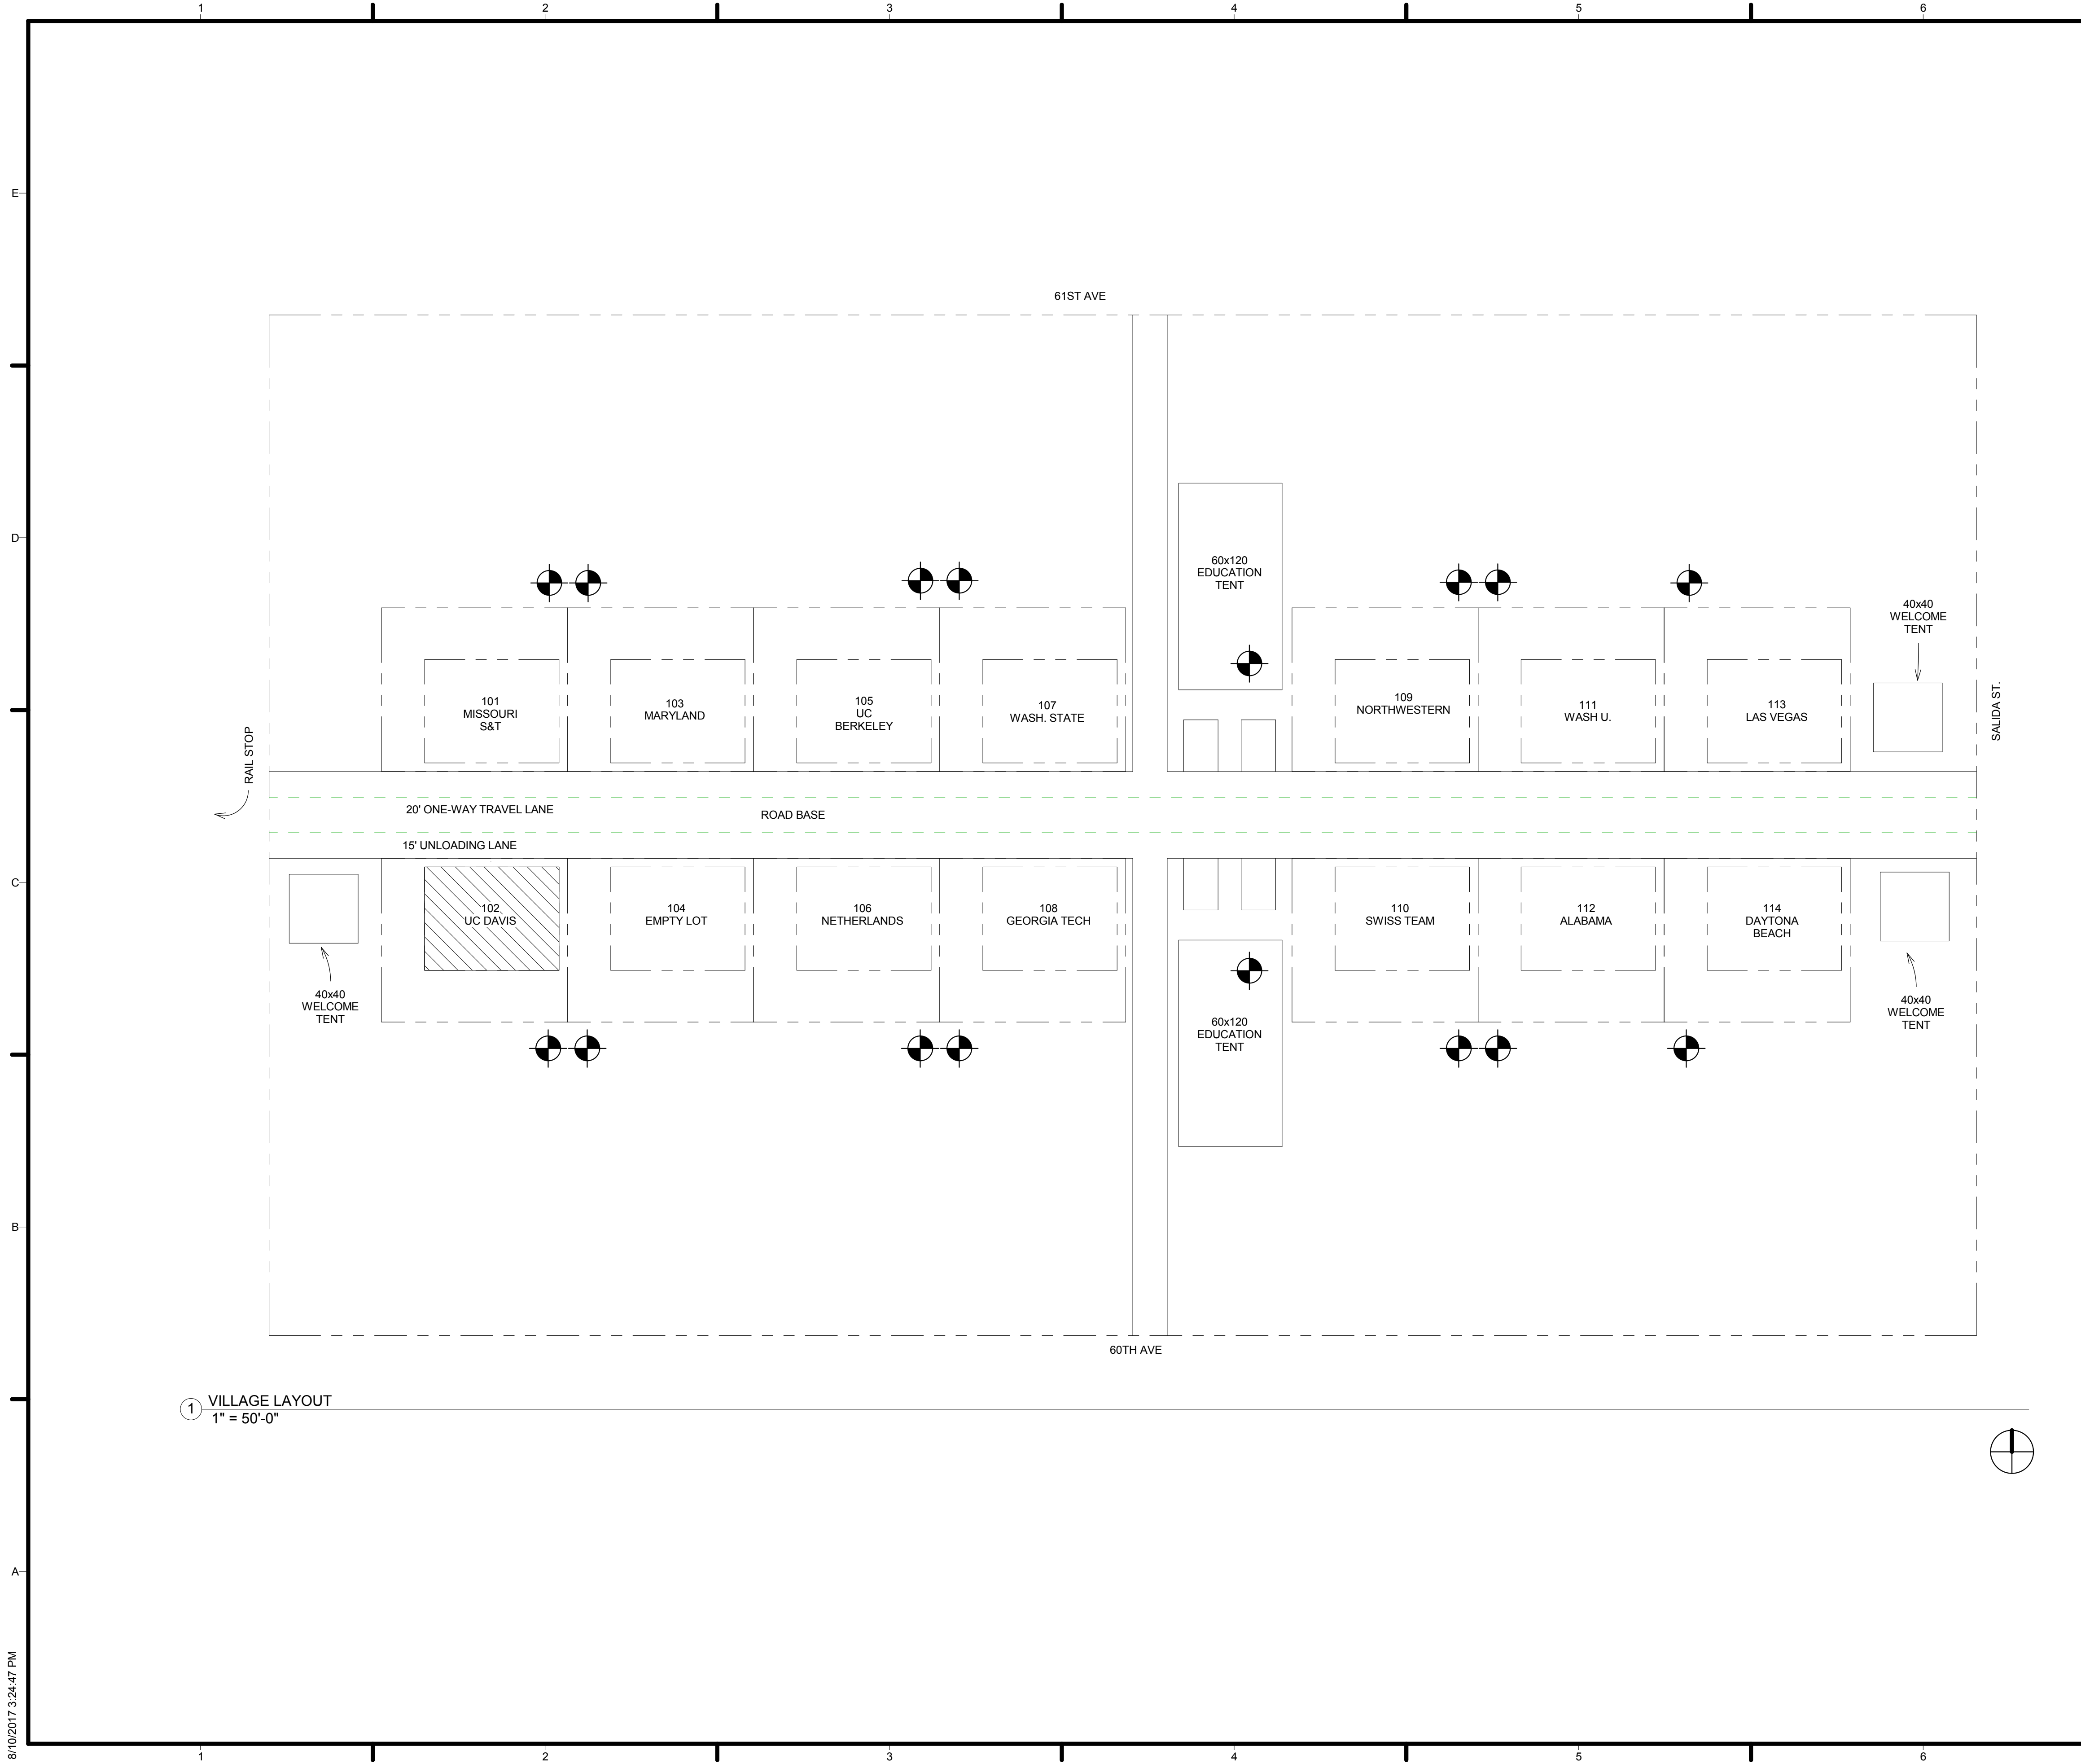 1 2 3 4 5 6
E
61ST AVE
D
60x120
EDUCATION
TENT
40x40
WELCOME
TENT
101
MISSOURI
S&T
103
MARYLAND
105
UC
BERKELEY
107
WASH. STATE
109
NORTHWESTERN
111
WASH U.
113
LAS VEGAS
SALIDA ST.
RAIL STOP
20' ONE-WAY TRAVEL LANE
ROAD BASE
15' UNLOADING LANE
C
102
UC DAVIS
104
EMPTY LOT
106
NETHERLANDS
108
GEORGIA TECH
110
SWISS TEAM
112
ALABAMA
114
DAYTONA
BEACH
40x40
WELCOME
TENT
60x120
EDUCATION
TENT
40x40
WELCOME
TENT
B
60TH AVE
1 VILLAGE LAYOUT
1" = 50'-0"
A
8/10/2017 3:24:47 PM
1 2 3 4 5 6